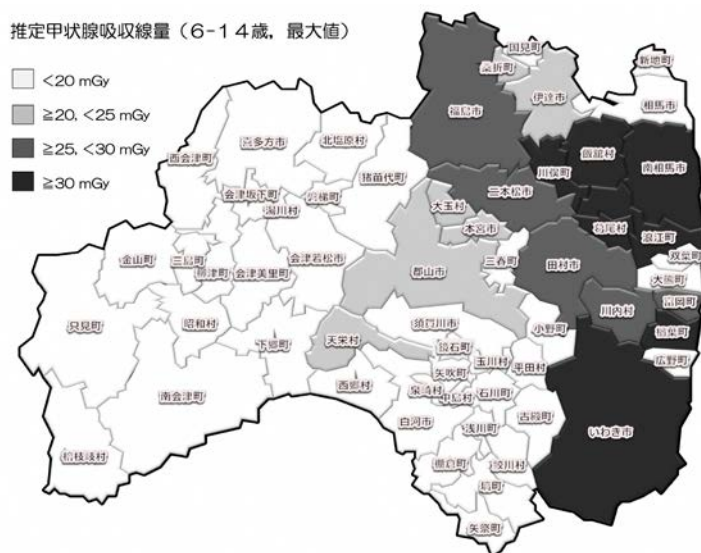 推定甲状腺吸収線量（6-14歳，最大値）
<20 mGy
≧20, <25 mGy
≧25, <30 mGy
≧30 mGy
国見町
桑折町
新地町
伊達市
相馬市
福島市
喜多方市
北塩原村
西会津町
猪苗代町
川俣町
飯舘村
南相馬市
会津坂下町
磐梯町
湯川村
二本松市
大玉村
葛尾村
浪江町
本宮市
双葉町
金山町
三島町
柳津町
会津美里町
会津若松市
三春町
田村市
大熊町
郡山市
富岡町
川内村
只見町
昭和村
下郷町
須賀川市
小野町
楢葉町
天栄村
鏡石町
玉川村
平田村
広野町
南会津町
西郷村
矢吹町
泉崎村
中島村
石川町
白河市
古殿町
浅川町
いわき市
檜枝岐村
棚倉町
鮫川村
塙町
矢祭町